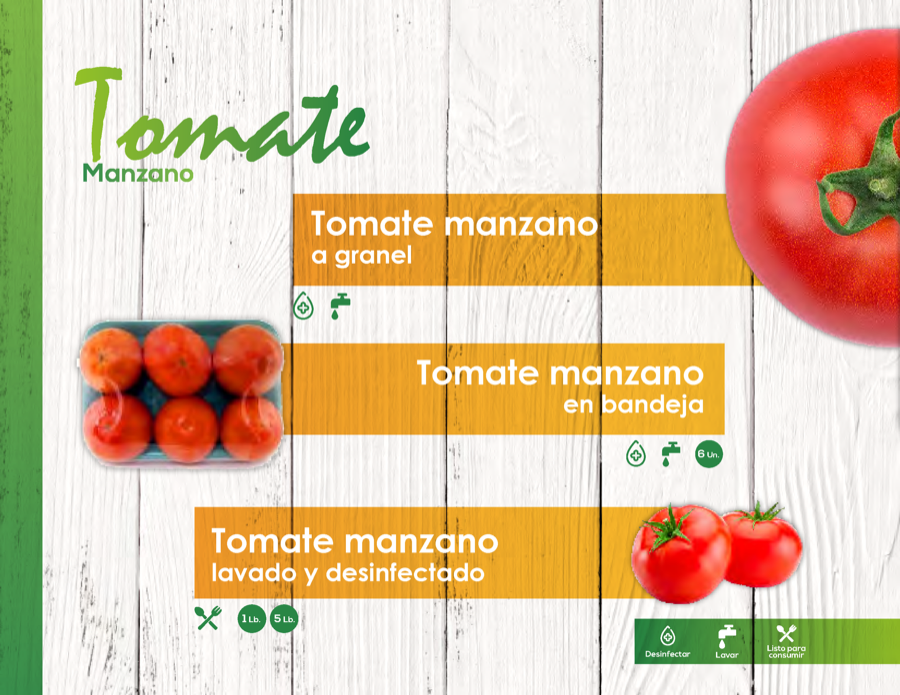 Tomate
Manzano
Tomate manzano
a granel
Tomate manzano
en bandeja
6 Un.
Tomate manzano
lavado y desinfectado
1 Lb. 5 Lb.
Desinfectar
Lavar
Listo para
consumir